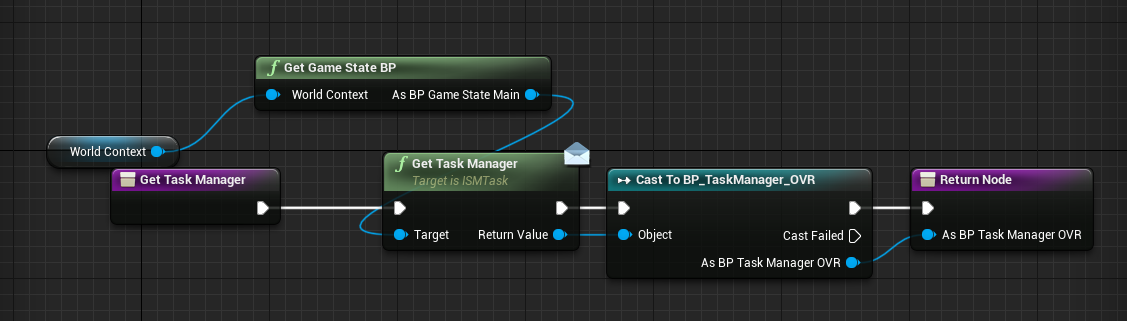 Get Game State BP
World Context
As BP Game State Main
World Context
Get Task Manager
Get Task Manager
Target is ISMTask
Target
Return Value
Cast To BP_TaskManager_OVR
Object
Cast Failed
As BP Task Manager OVR
Return Node
As BP Task Manager OVR